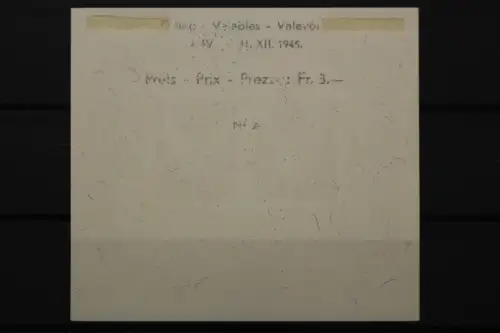 - Valables - Valevoli
XII. 1945.
Preis - Prix - Prezzo: Fr. 3.—